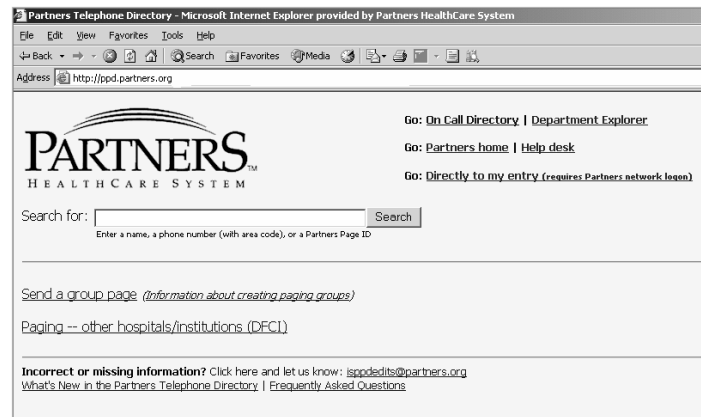 Partners Telephone Directory - Microsoft Internet Explorer provided by Partners HealthCare System
File Edit View Favorites Tools Help
Back Search Favorites Media
Address http://ppd.partners.org
PARTNERS TM
HEALTHCARE SYSTEM
Go: On Call Directory | Department Explorer
Go: Partners home | Help desk
Go: Directly to my entry (requires Partners network logon)
Search for: Search
Enter a name, a phone number (with area code), or a Partners Page ID
Send a group page (Information about creating paging groups)
Paging -- other hospitals/institutions (DFCI)
Incorrect or missing information? Click here and let us know: isppdedits@partners.org
What's New in the Partners Telephone Directory | Frequently Asked Questions